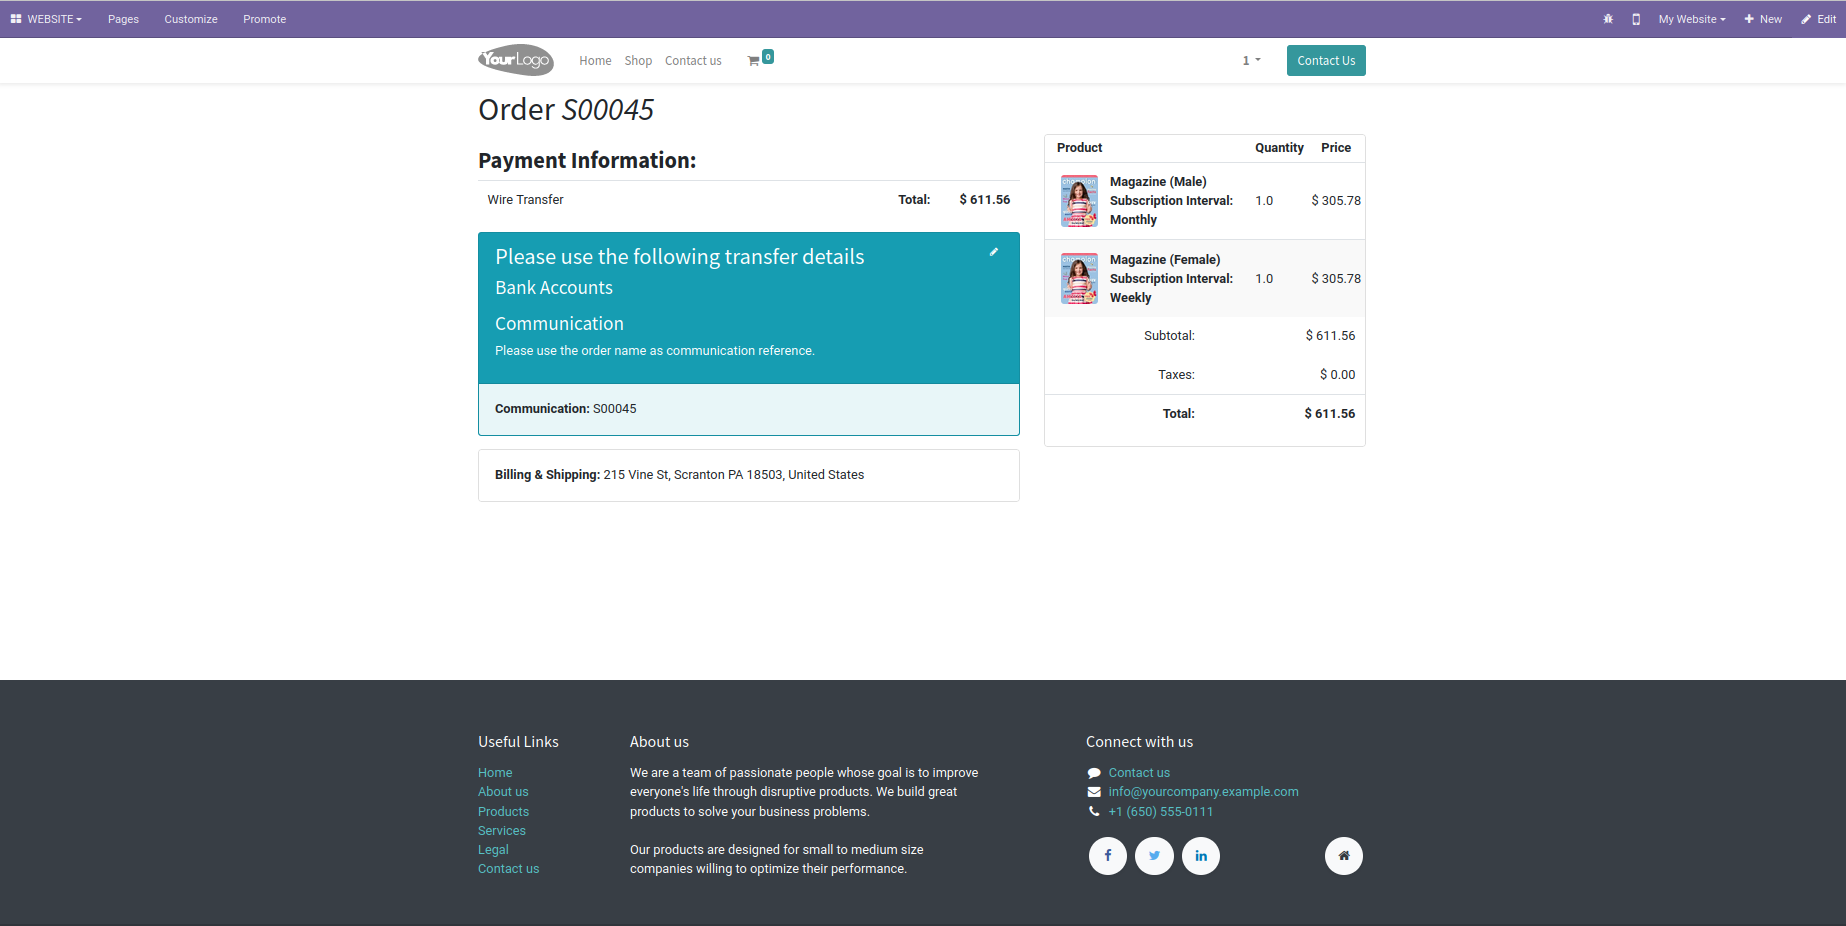 WEBSITE Pages Customize Promote My Website New Edit
YourLogo Home Shop Contact us 0 1 Contact Us
Order S00045
Payment Information:
Wire Transfer Total: $ 611.56
Please use the following transfer details
Bank Accounts
Communication
Please use the order name as communication reference.
Communication: S00045
Billing & Shipping: 215 Vine St, Scranton PA 18503, United States
Product Quantity Price
Magazine (Male)
Subscription Interval: 1.0 $ 305.78
Monthly
Magazine (Female)
Subscription Interval: 1.0 $ 305.78
Weekly
Subtotal: $ 611.56
Taxes: $ 0.00
Total: $ 611.56
Useful Links
Home
About us
Products
Services
Legal
Contact us
About us
We are a team of passionate people whose goal is to improve
everyone's life through disruptive products. We build great
products to solve your business problems.
Our products are designed for small to medium size
companies willing to optimize their performance.
Connect with us
Contact us
info@yourcompany.example.com
+1 (650) 555-0111